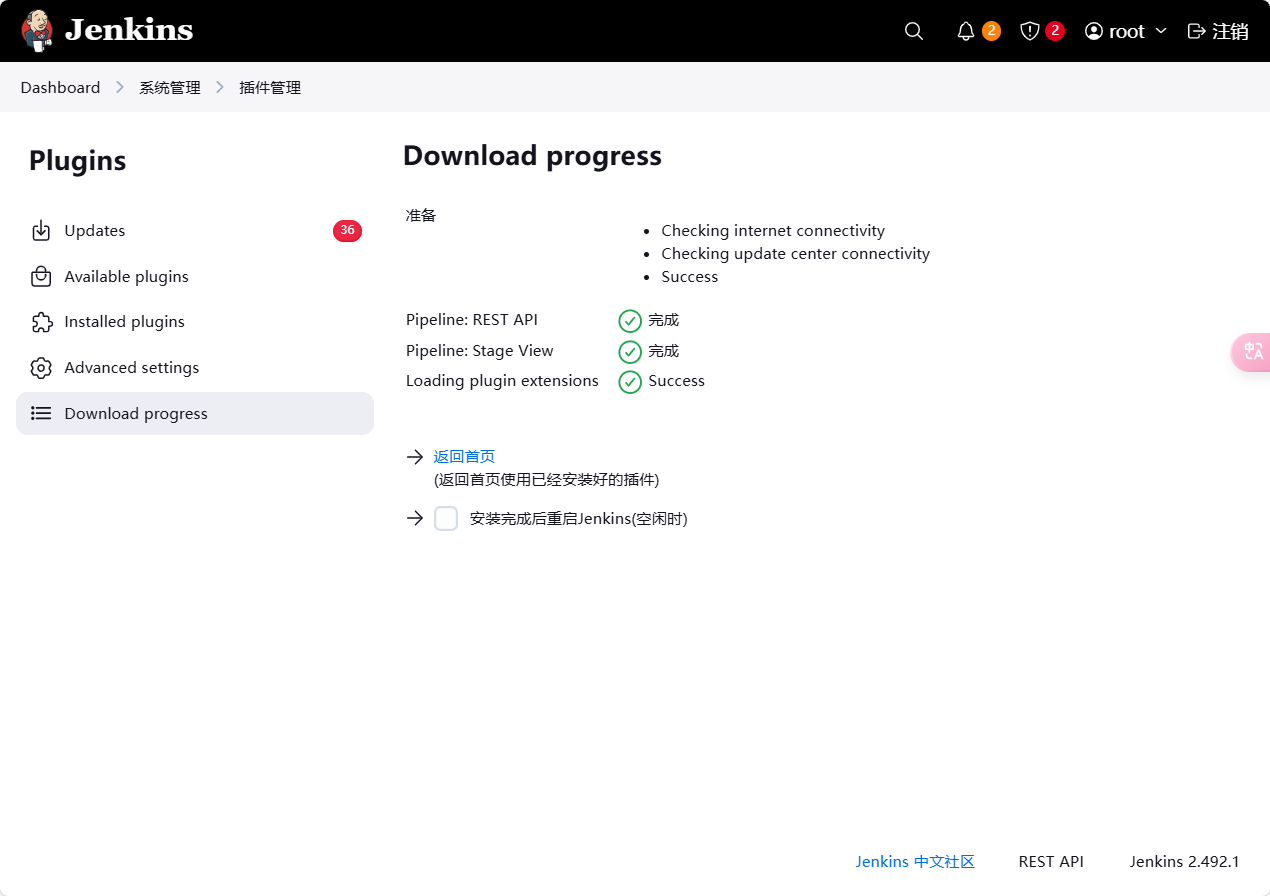 Jenkins
2
2
root
注销
Dashboard
系统管理
插件管理
Plugins
Updates
36
Available plugins
Installed plugins
Advanced settings
Download progress
Download progress
准备
Checking internet connectivity
Checking update center connectivity
Success
Pipeline: REST API
完成
Pipeline: Stage View
完成
Loading plugin extensions
Success
返回首页
(返回首页使用已经安装好的插件)
安装完成后重启Jenkins(空闲时)
中A
Jenkins 中文社区
REST API
Jenkins 2.492.1